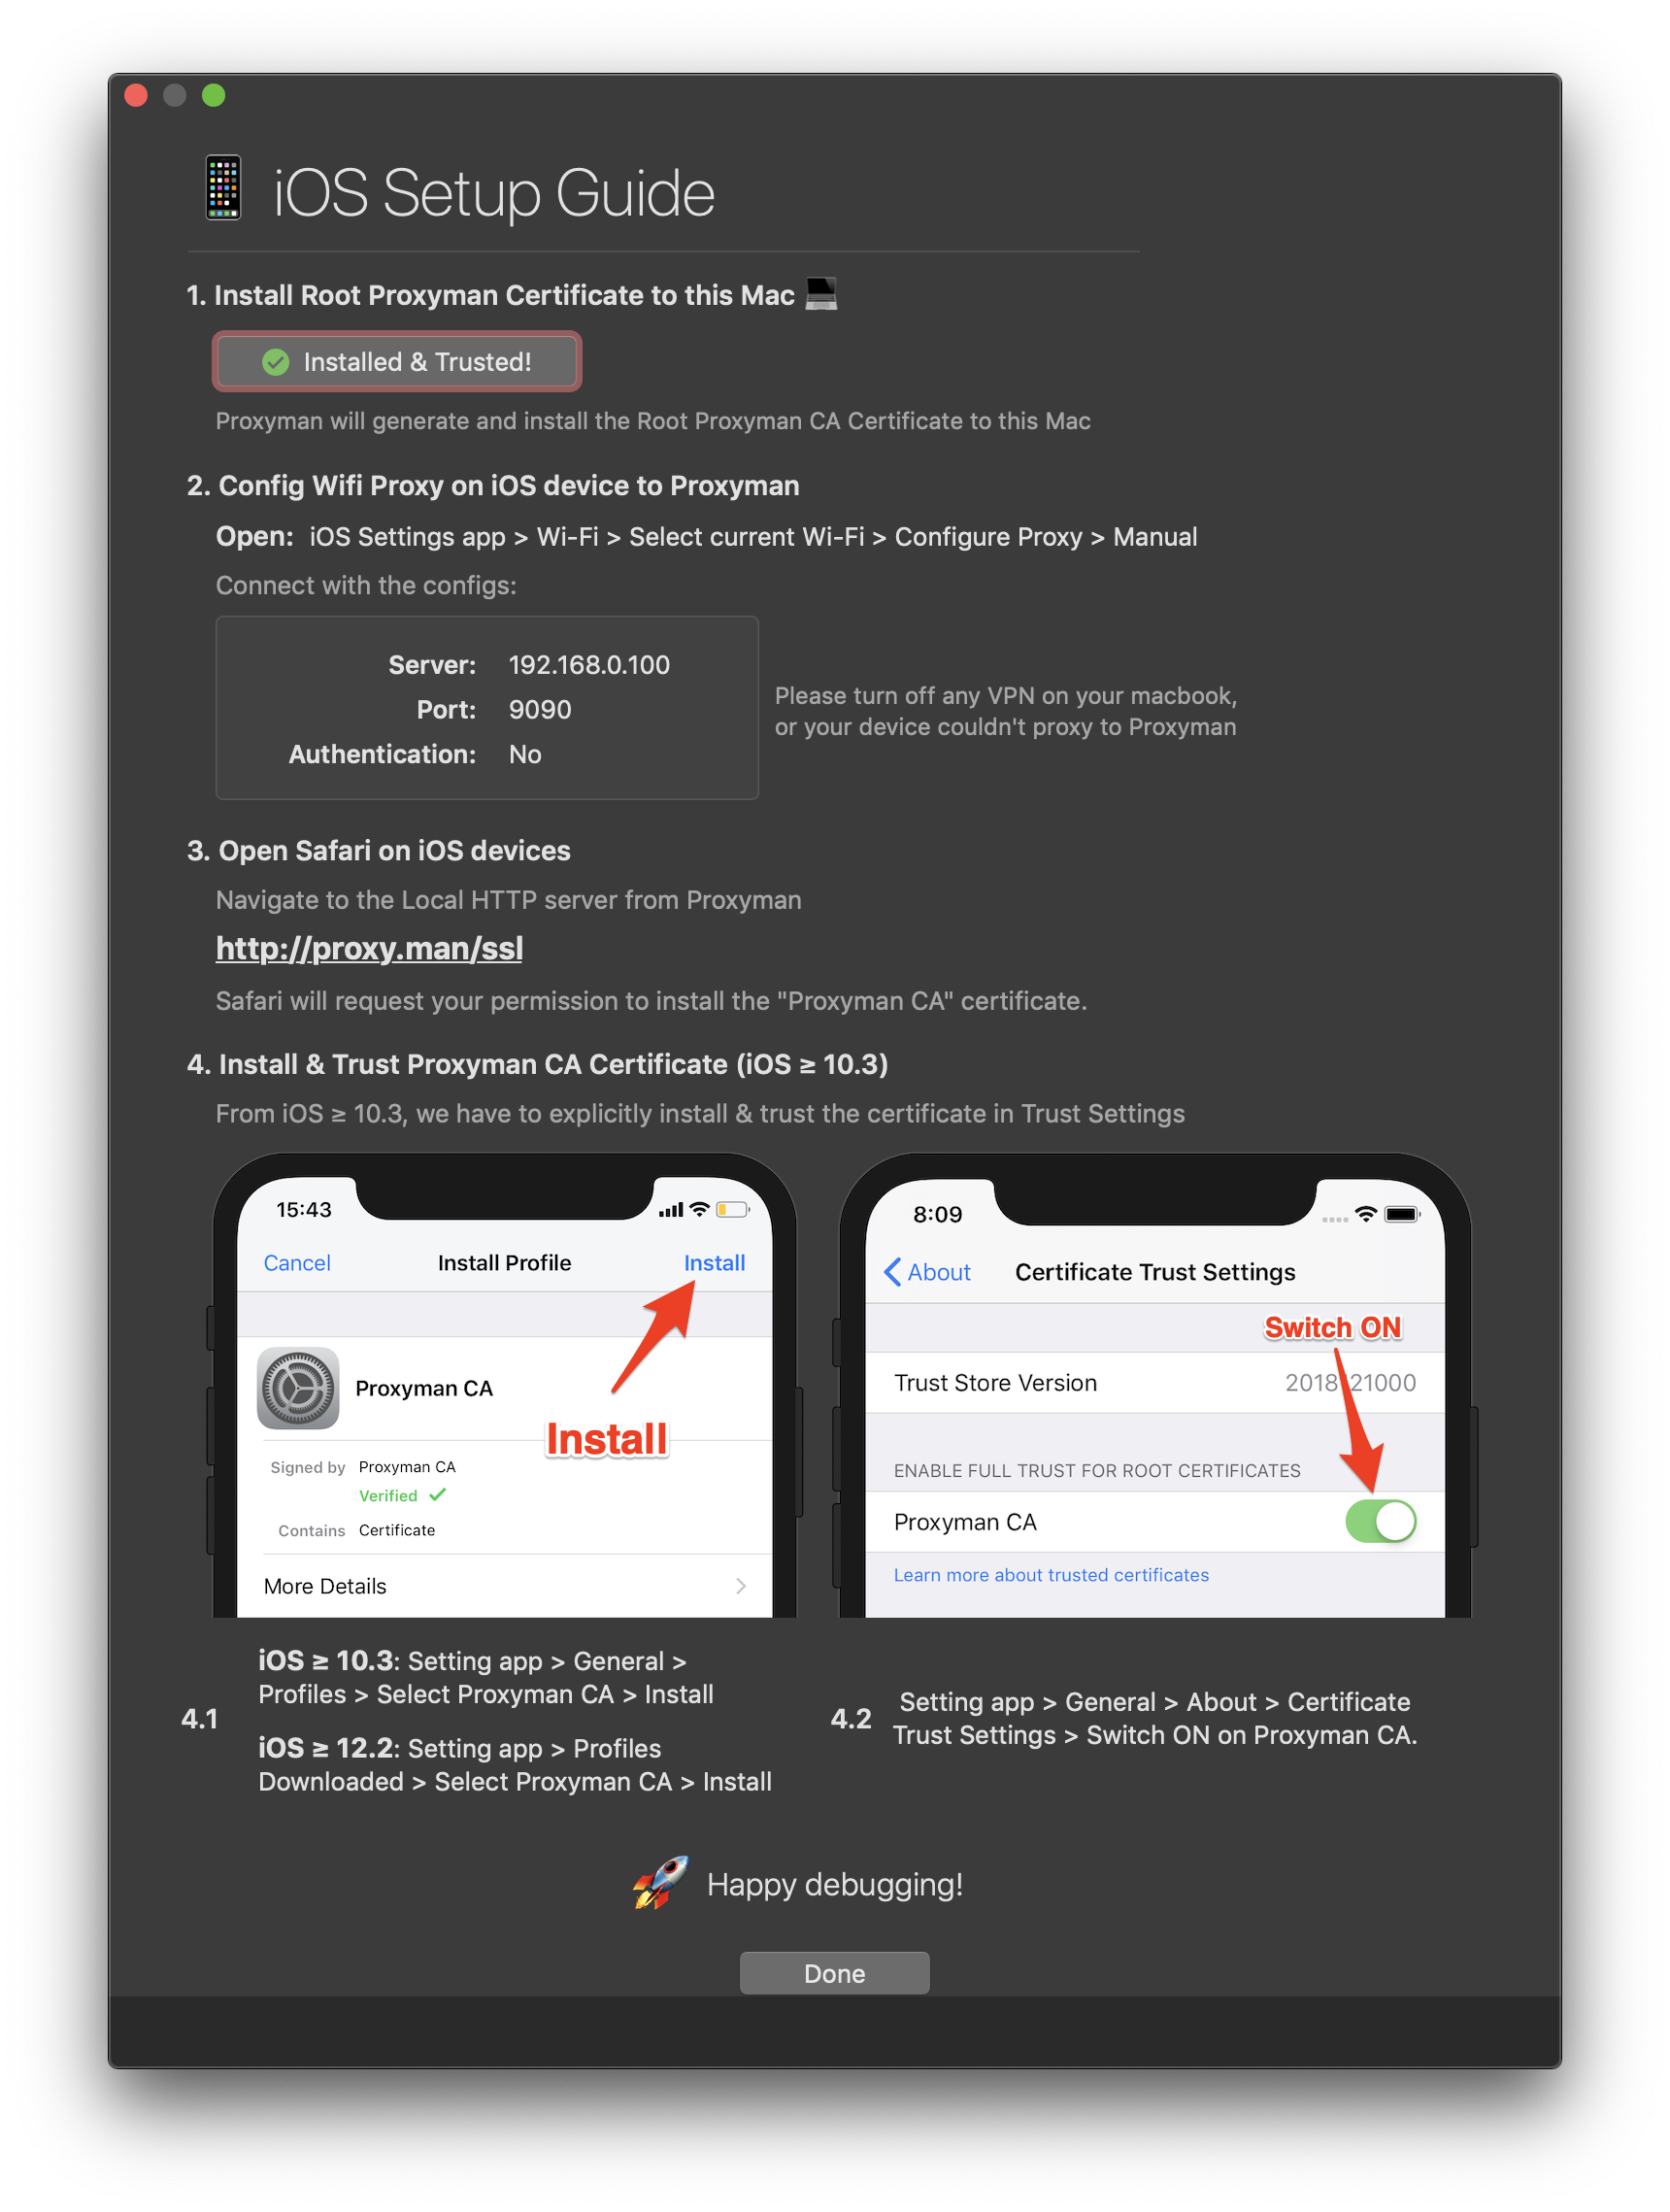 iOS Setup Guide
1. Install Root Proxyman Certificate to this Mac
Installed & Trusted!
Proxyman will generate and install the Root Proxyman CA Certificate to this Mac
2. Config Wifi Proxy on iOS device to Proxyman
Open: iOS Settings app > Wi-Fi > Select current Wi-Fi > Configure Proxy > Manual
Connect with the configs:
Server: 192.168.0.100
Port: 9090
Authentication: No
Please turn off any VPN on your macbook,
or your device couldn't proxy to Proxyman
3. Open Safari on iOS devices
Navigate to the Local HTTP server from Proxyman
http://proxy.man/ssl
Safari will request your permission to install the "Proxyman CA" certificate.
4. Install & Trust Proxyman CA Certificate (iOS ≥ 10.3)
From iOS ≥ 10.3, we have to explicitly install & trust the certificate in Trust Settings
15:43
Cancel Install Profile Install
Proxyman CA
Install
Signed by Proxyman CA
Verified
Contains Certificate
More Details
8:09
About Certificate Trust Settings
Switch ON
Trust Store Version
ENABLE FULL TRUST FOR ROOT CERTIFICATES
Proxyman CA
Learn more about trusted certificates
4.1
iOS ≥ 10.3: Setting app > General >
Profiles > Select Proxyman CA > Install
iOS ≥ 12.2: Setting app > Profiles
Downloaded > Select Proxyman CA > Install
4.2
Setting app > General > About > Certificate
Trust Settings > Switch ON on Proxyman CA.
Happy debugging!
Done